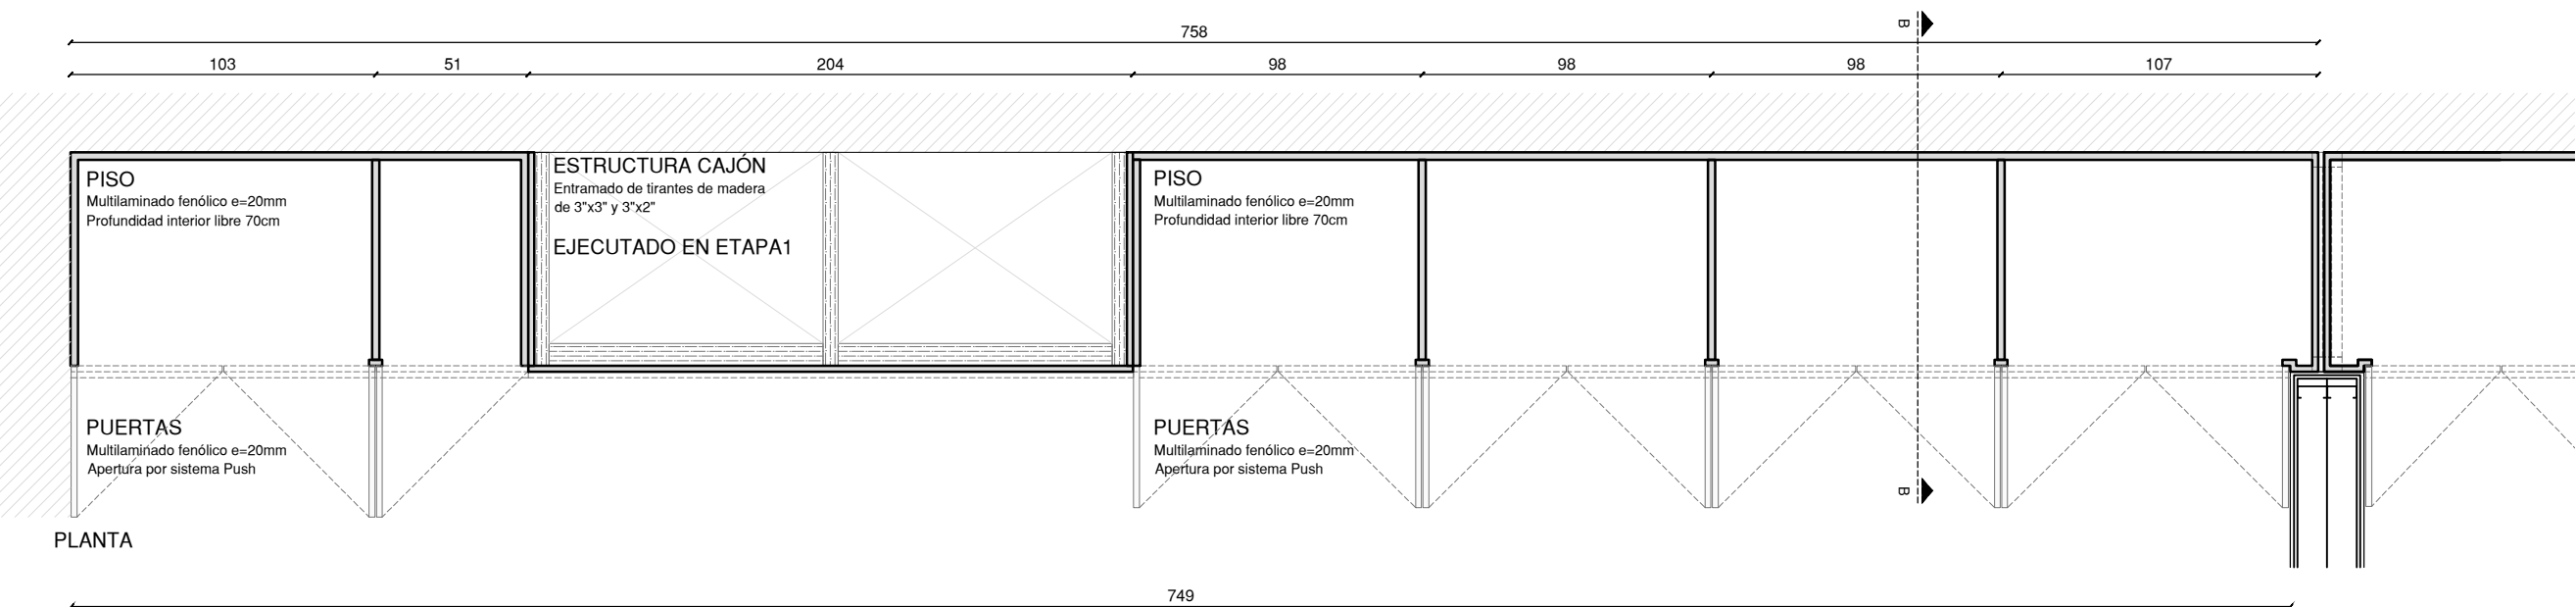 758
B
103 51 204 98 98 98 107
PISO
Multilaminado fenólico e=20mm
Profundidad interior libre 70cm
ESTRUCTURA CAJÓN
Entramado de tirantes de madera
de 3"x3" y 3"x2"
EJECUTADO EN ETAPA1
PISO
Multilaminado fenólico e=20mm
Profundidad interior libre 70cm
PUERTAS
Multilaminado fenólico e=20mm
Apertura por sistema Push
PUERTAS
Multilaminado fenólico e=20mm
Apertura por sistema Push
B
PLANTA
749